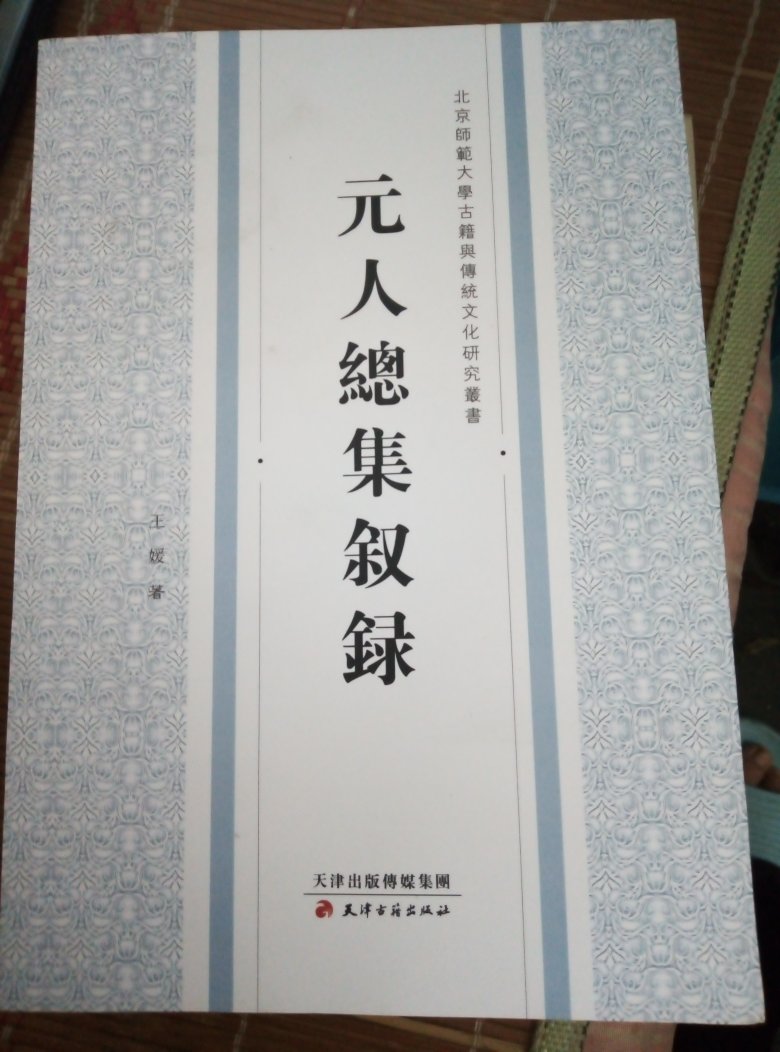 北京師範大學古籍與傳統文化研究叢書
元人總集叙録
王媛著
天津出版傳媒集團
天津古籍出版社